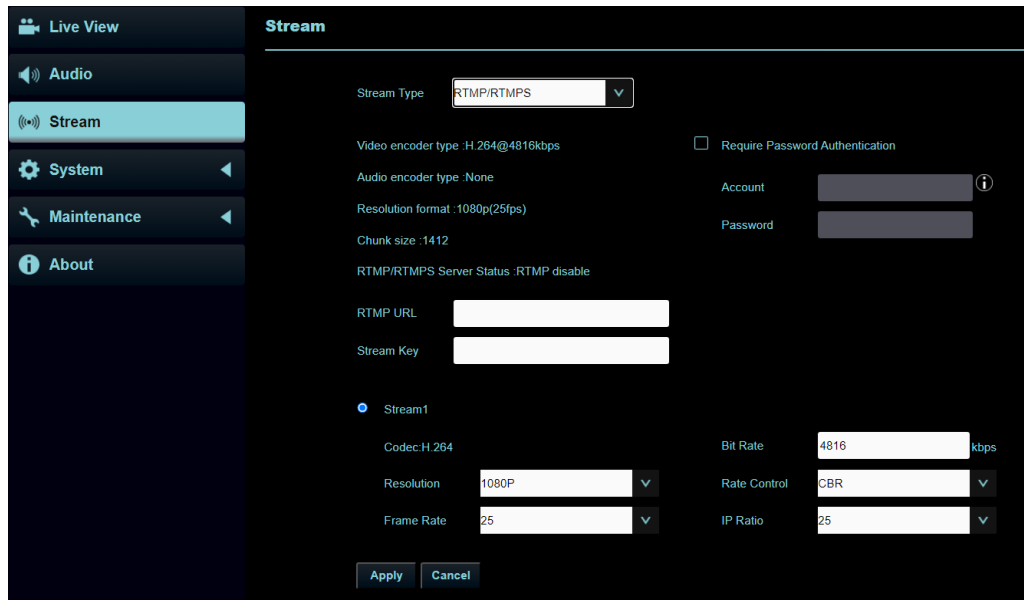 Live View
Audio
Stream
System
Maintenance
About
Stream
Stream Type RTMP/RTMPS
Video encoder type :H.264@4816kbps
Audio encoder type :None
Resolution format :1080p(25fps)
Chunk size :1412
RTMP/RTMPS Server Status :RTMP disable
Require Password Authentication
Account
Password
RTMP URL
Stream Key
Stream1
Codec:H.264
Bit Rate 4816 kbps
Resolution 1080P
Rate Control CBR
Frame Rate 25
IP Ratio 25
Apply Cancel